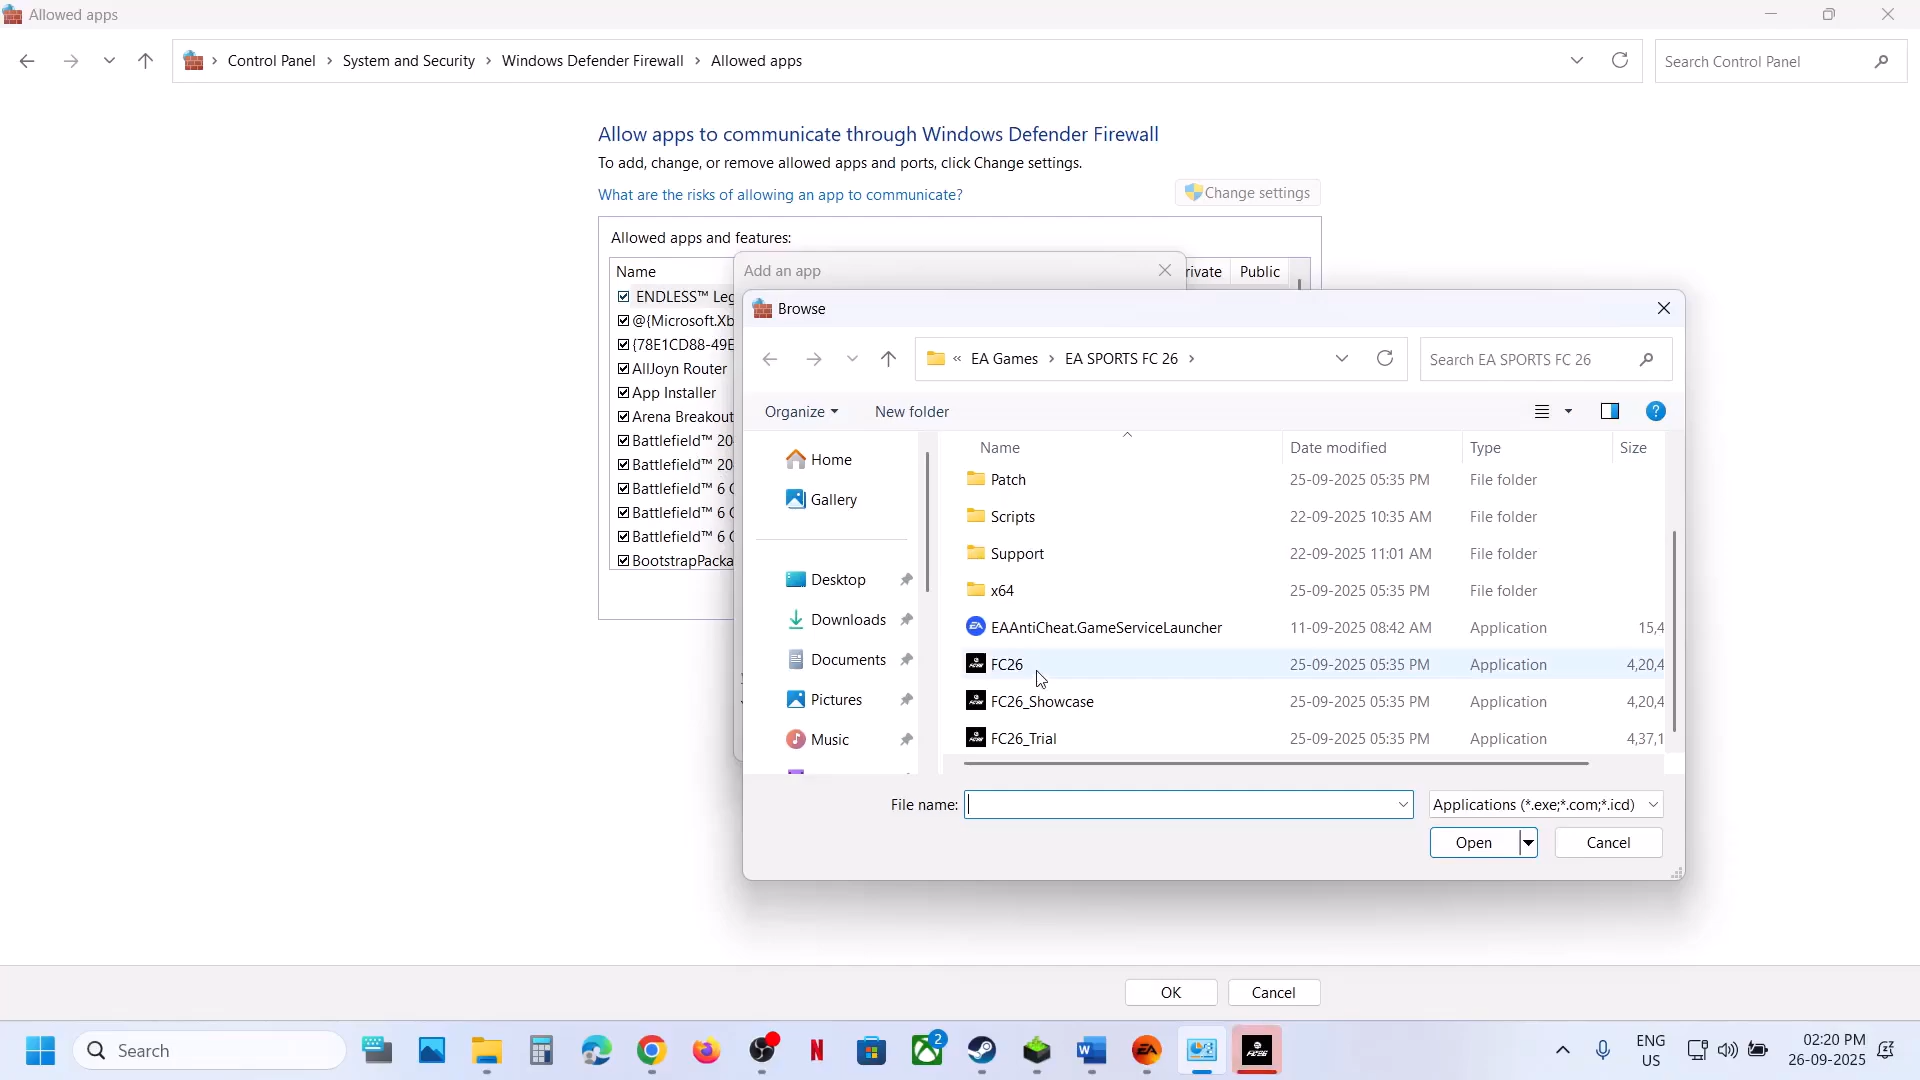 Allowed apps
Control Panel › System and Security › Windows Defender Firewall › Allowed apps
Search Control Panel
Allow apps to communicate through Windows Defender Firewall
To add, change, or remove allowed apps and ports, click Change settings.
What are the risks of allowing an app to communicate?
Change settings
Allowed apps and features:
Name
rivate Public
ENDLESS™ Leg
@{Microsoft.Xb
{78E1CD88-49E
AllJoyn Router
App Installer
Arena Breakout
Battlefield™ 20
Battlefield™ 20
Battlefield™ 6
Battlefield™ 6
Battlefield™ 6
BootstrapPacka
Add an app
Browse
« EA Games › EA SPORTS FC 26 ›
Search EA SPORTS FC 26
Organize New folder
Home
Gallery
Desktop
Downloads
Documents
Pictures
Music
Name Date modified Type Size
Patch 25-09-2025 05:35 PM File folder
Scripts 22-09-2025 10:35 AM File folder
Support 22-09-2025 11:01 AM File folder
x64 25-09-2025 05:35 PM File folder
EAAntiCheat.GameServiceLauncher 11-09-2025 08:42 AM Application 15,4
FC26 25-09-2025 05:35 PM Application 4,20,4
FC26_Showcase 25-09-2025 05:35 PM Application 4,20,4
FC26_Trial 25-09-2025 05:35 PM Application 4,37,1
File name:
Applications (*.exe;*.com;*.icd)
Open Cancel
OK Cancel
Search
2
ENG
US
02:20 PM
26-09-2025